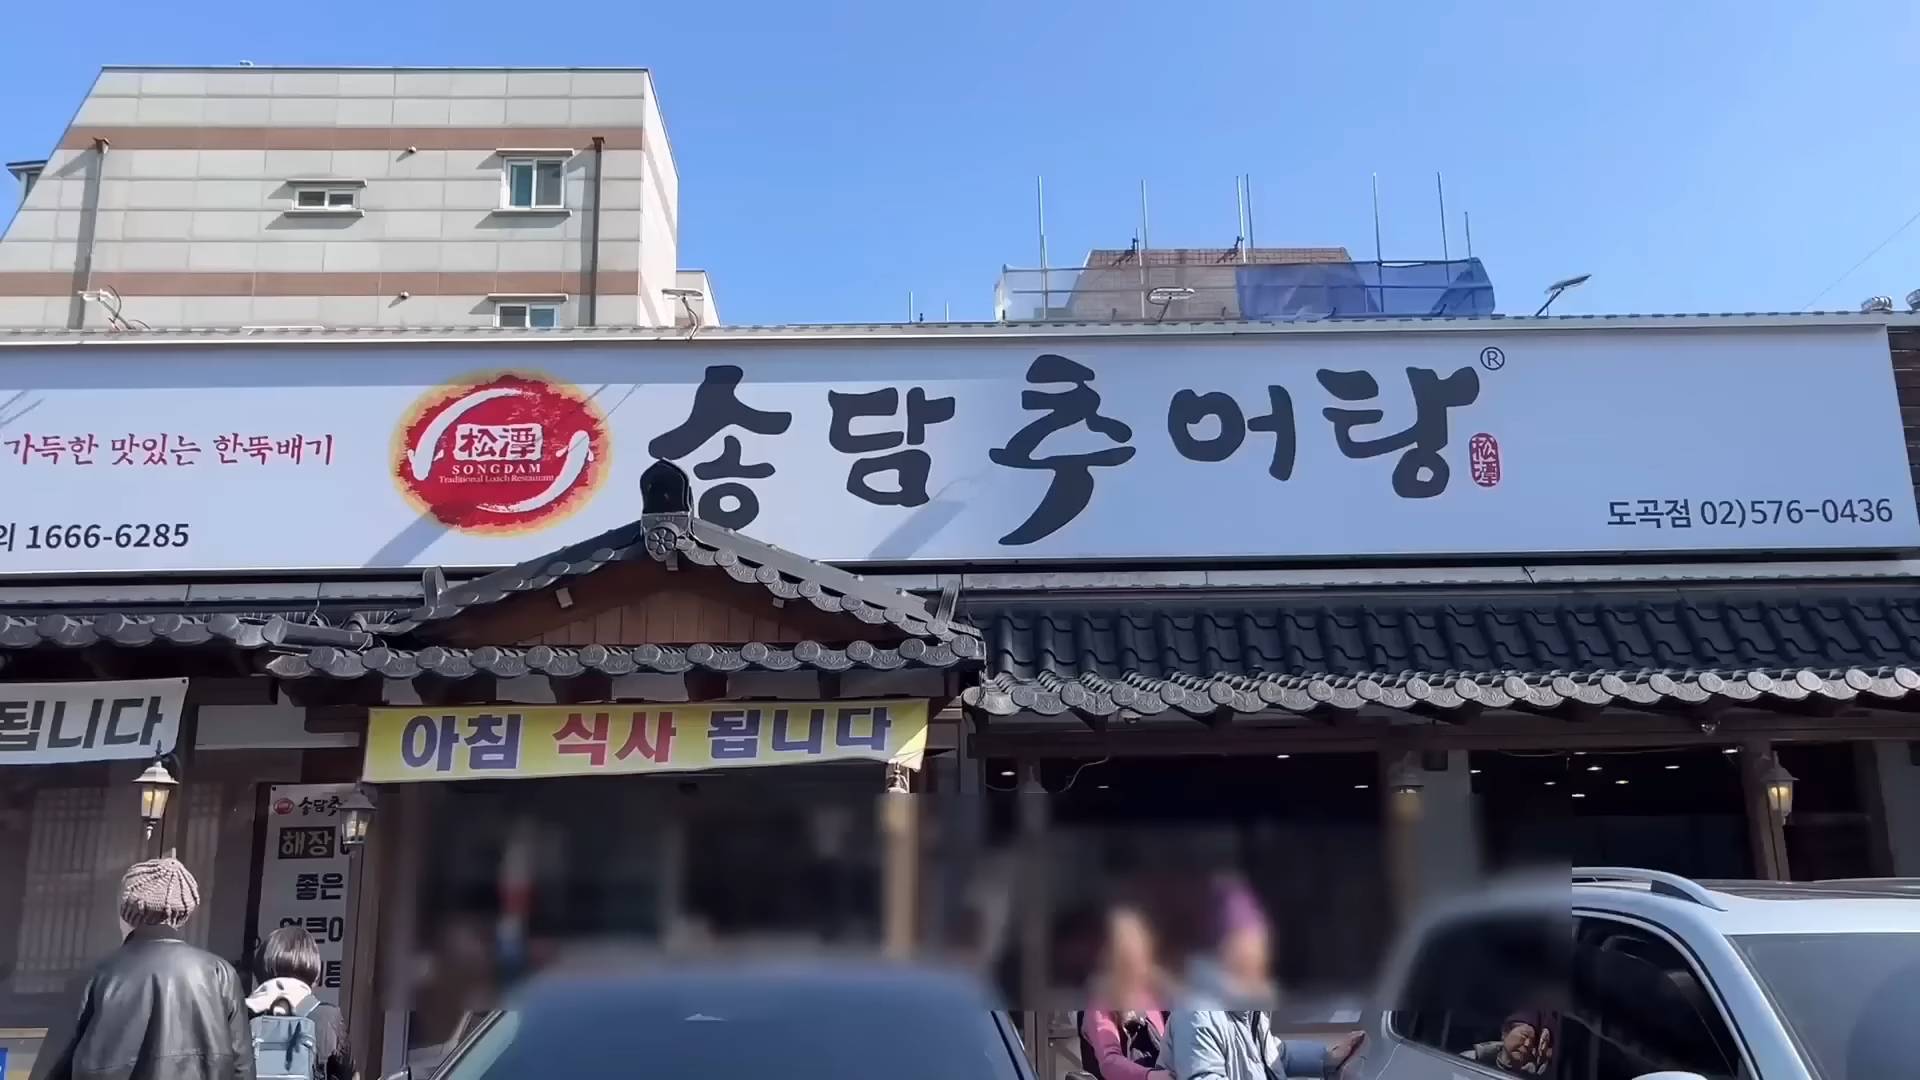 가득한 맛있는 한뚝배기
의 1666-6285
松潭
SONGDAM
Traditional Loach Restaurant
송담추어탕®
松潭
도곡점 02)576-0436
됩니다
아침 식사 됩니다
송담추
해장
좋은